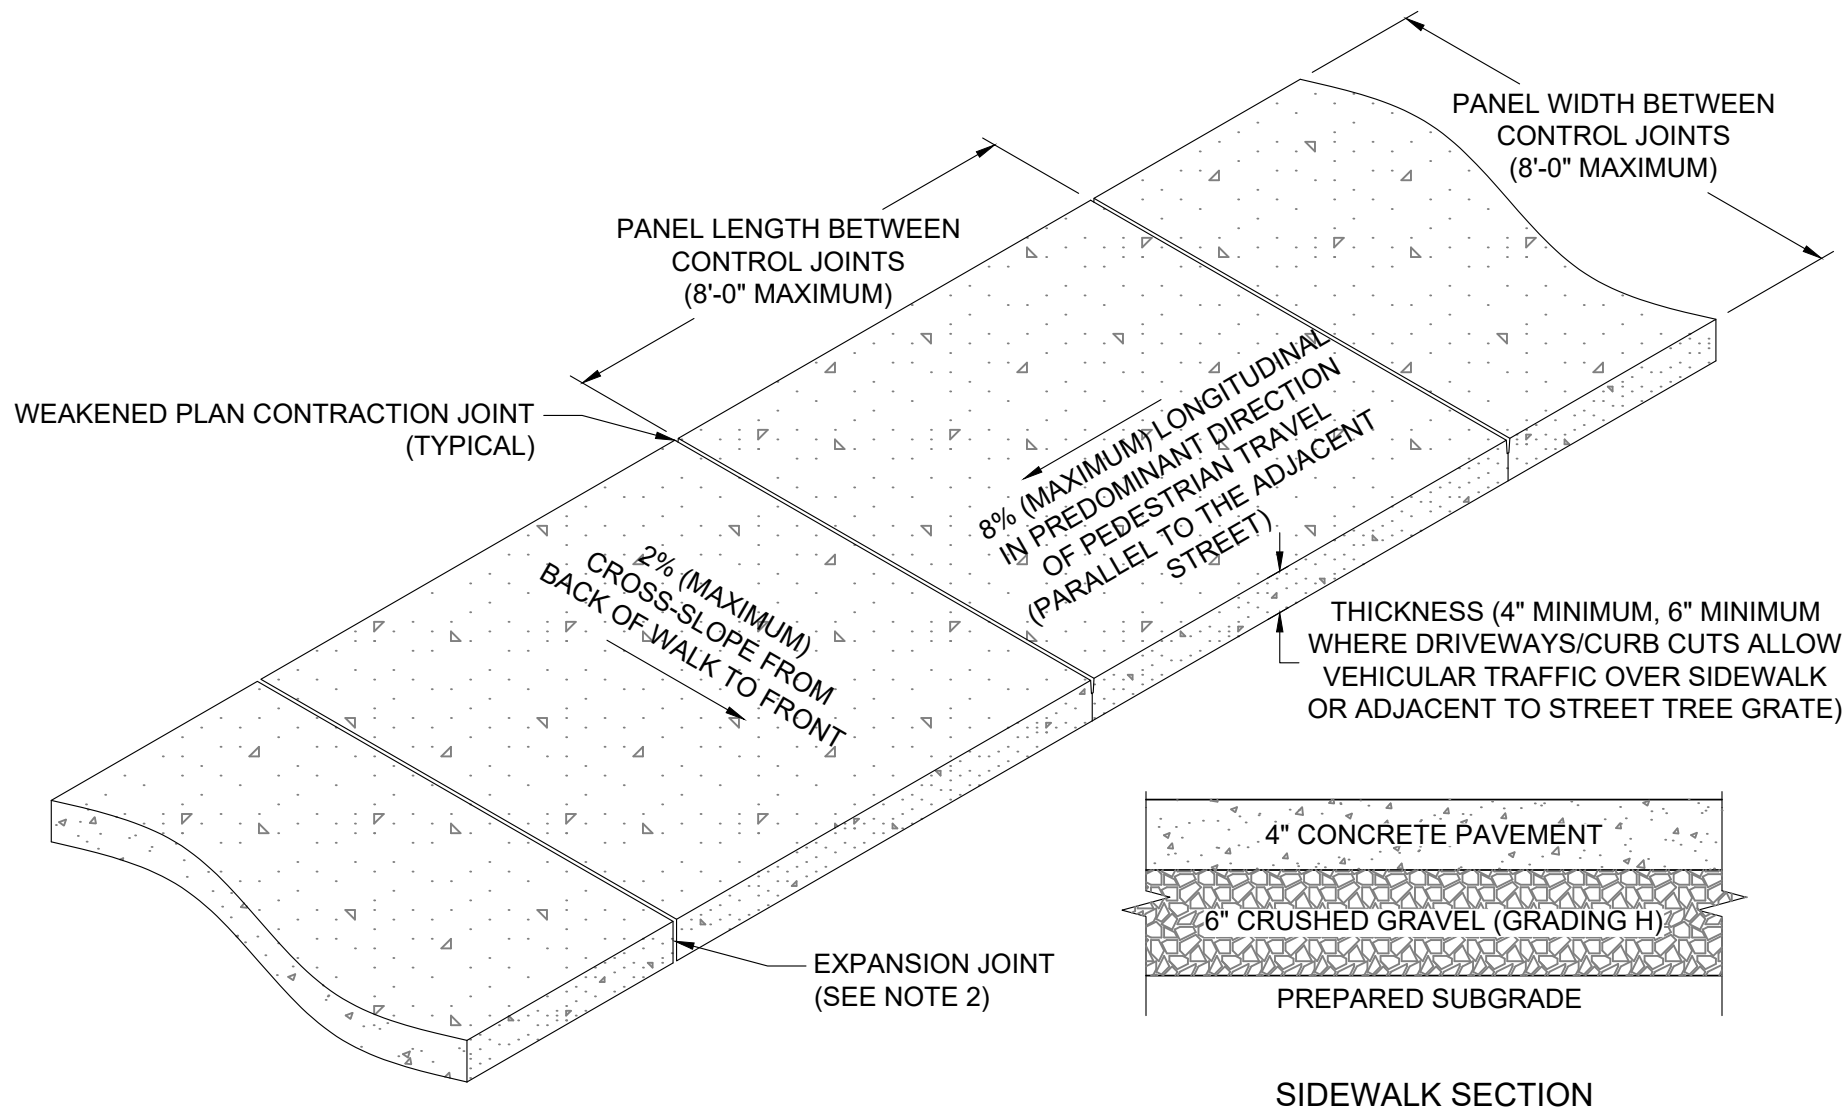 PANEL WIDTH BETWEEN
CONTROL JOINTS
(8'-0" MAXIMUM)
PANEL LENGTH BETWEEN
CONTROL JOINTS
(8'-0" MAXIMUM)
WEAKENED PLAN CONTRACTION JOINT
(TYPICAL)
8% (MAXIMUM) LONGITUDINAL
IN PREDOMINANT DIRECTION
OF PEDESTRIAN TRAVEL
(PARALLEL TO THE ADJACENT
STREET)
2% (MAXIMUM)
CROSS-SLOPE FROM
BACK OF WALK TO FRONT
THICKNESS (4" MINIMUM, 6" MINIMUM
WHERE DRIVEWAYS/CURB CUTS ALLOW
VEHICULAR TRAFFIC OVER SIDEWALK
OR ADJACENT TO STREET TREE GRATE)
4" CONCRETE PAVEMENT
6" CRUSHED GRAVEL (GRADING H)
PREPARED SUBGRADE
EXPANSION JOINT
(SEE NOTE 2)
SIDEWALK SECTION